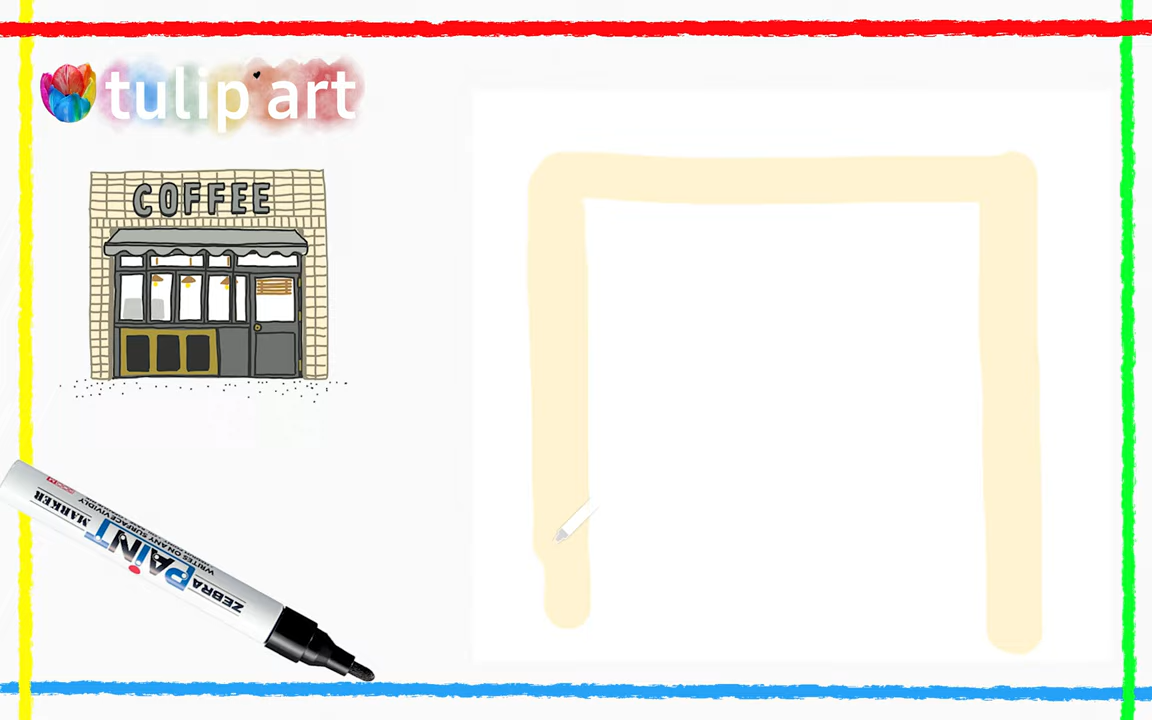 tulip art
COFFEE
WRITES ON ANY SURFACE VIVIDLY
ZEBRA PAINT MARKER